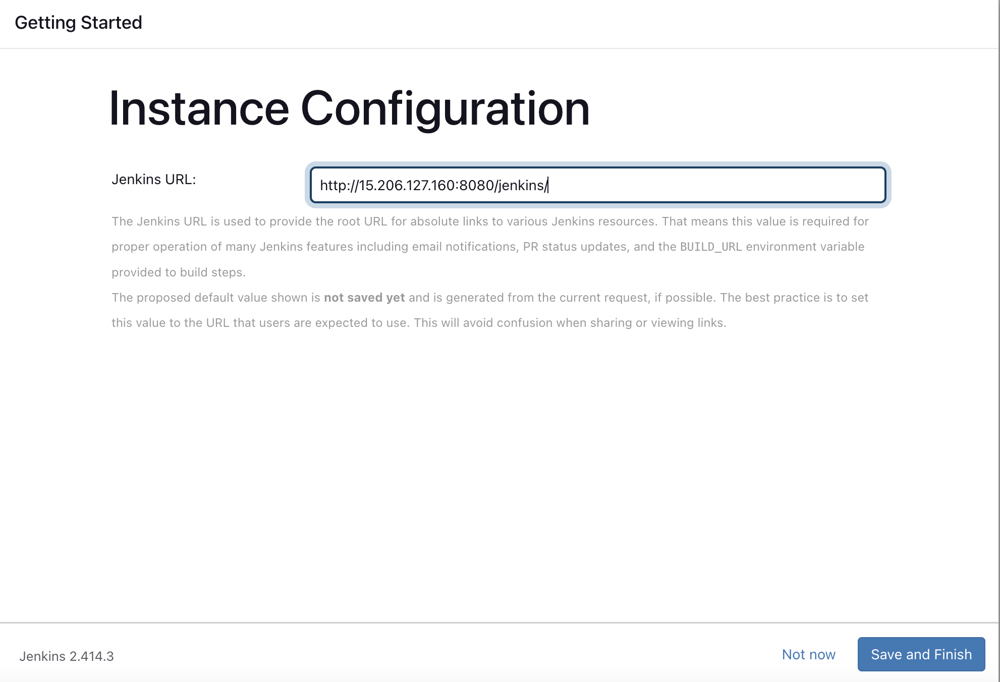 Getting Started
Instance Configuration
Jenkins URL:
http://15.206.127.160:8080/jenkins/
The Jenkins URL is used to provide the root URL for absolute links to various Jenkins resources. That means this value is required for
proper operation of many Jenkins features including email notifications, PR status updates, and the BUILD_URL environment variable
provided to build steps.
The proposed default value shown is not saved yet and is generated from the current request, if possible. The best practice is to set
this value to the URL that users are expected to use. This will avoid confusion when sharing or viewing links.
Jenkins 2.414.3
Not now
Save and Finish